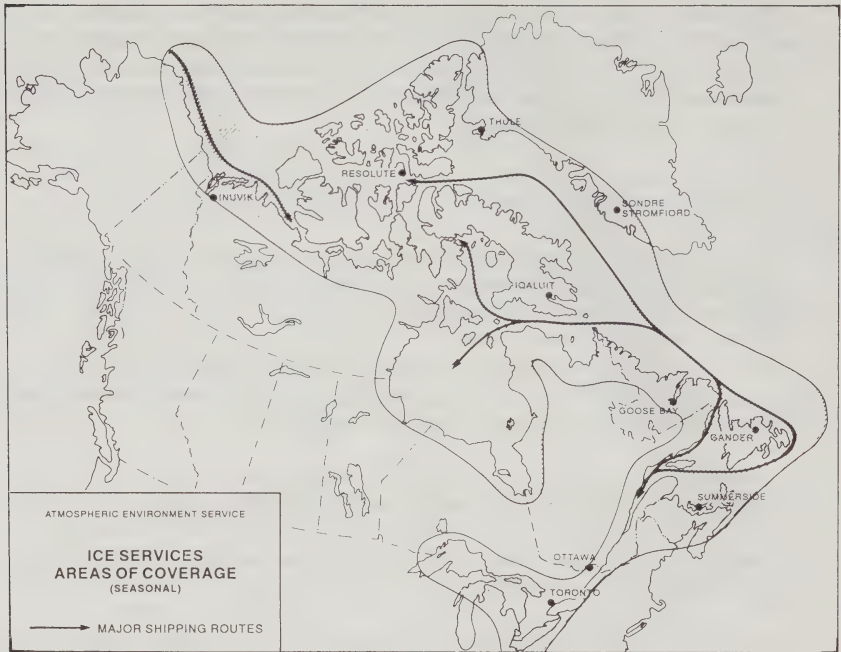 THULE
RESOLUTE
INUVIK
SONDRE
STROMFIORD
IQALUIT
GOOSE BAY
GANDER
SUMMERSIDE
OTTAWA
TORONTO
ATMOSPHERIC ENVIRONMENT SERVICE
ICE SERVICES
AREAS OF COVERAGE
(SEASONAL)
MAJOR SHIPPING ROUTES